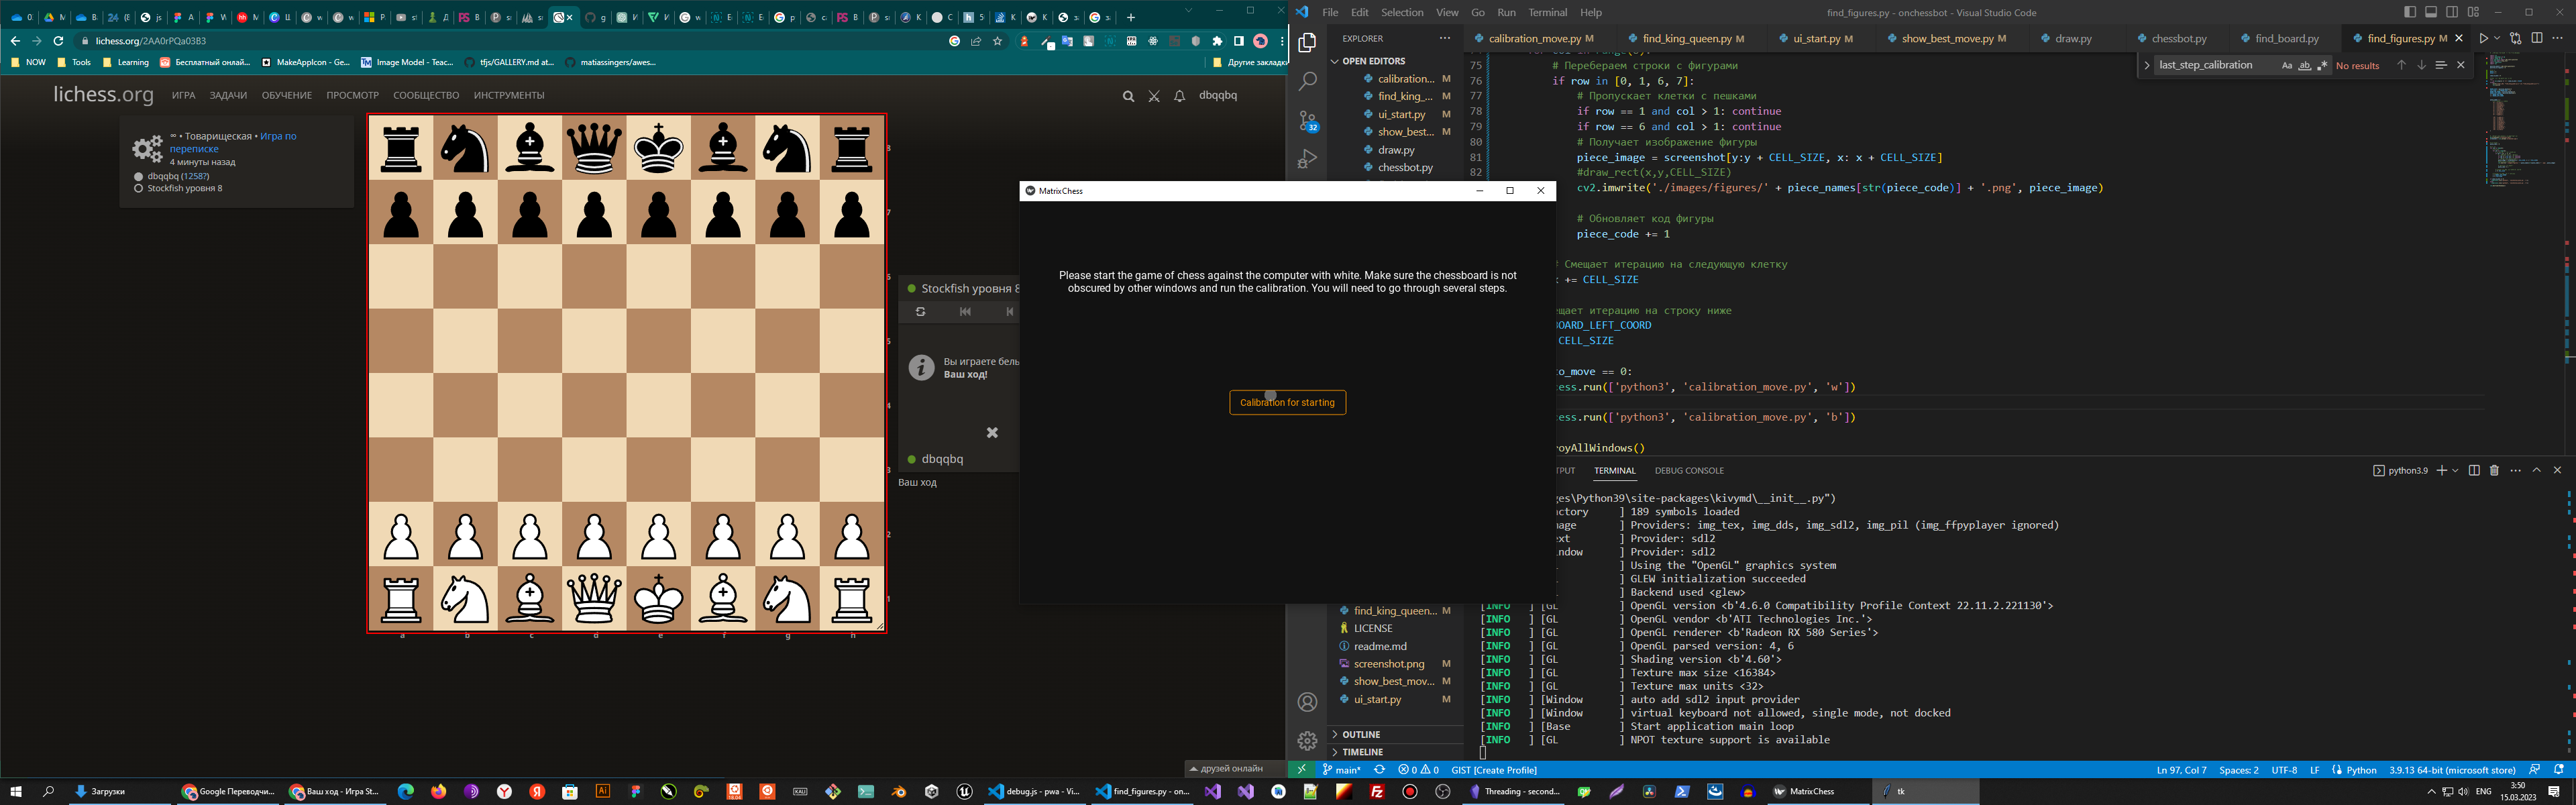 lichess.org/2AA0rPQa03B3
NOW
Tools
Learning
Бесплатный онлай...
MakeAppIcon - Ge...
Image Model - Teac...
tfjs/GALLERY.md at...
matiassingers/awes...
Другие закладки
lichess.org
ИГРА
ЗАДАЧИ
ОБУЧЕНИЕ
ПРОСМОТР
СООБЩЕСТВО
ИНСТРУМЕНТЫ
dbqqbq
∞ • Товарищеская • Игра по
переписке
4 минуты назад
dbqqbq (1258?)
Stockfish уровня 8
8
7
6
5
4
3
2
1
a b c d e f g h
Stockfish уровня 8
Вы играете белы
Ваш ход!
dbqqbq
Ваш ход
друзей онлайн
MatrixChess
Please start the game of chess against the computer with white. Make sure the chessboard is not
obscured by other windows and run the calibration. You will need to go through several steps.
Calibration for starting
File Edit Selection View Go Run Terminal Help
find_figures.py - onchessbot - Visual Studio Code
EXPLORER
OPEN EDITORS
calibration... M
find_king_... M
ui_start.py M
show_best... M
draw.py
chessbot.py
32
find_king_queen... M
LICENSE
readme.md
screenshot.png M
show_best_mov... M
ui_start.py M
OUTLINE
TIMELINE
calibration_move.py M
find_king_queen.py M
ui_start.py M
show_best_move.py M
draw.py
chessbot.py
find_board.py
find_figures.py M
last_step_calibration
No results
75 # Перебераем строки с фигурами
76 if row in [0, 1, 6, 7]:
77 # Пропускает клетки с пешками
78 if row == 1 and col > 1: continue
79 if row == 6 and col > 1: continue
80 # Получает изображение фигуры
81 piece_image = screenshot[y:y + CELL_SIZE, x: x + CELL_SIZE]
82 #draw_rect(x,y,CELL_SIZE)
cv2.imwrite('./images/figures/' + piece_names[str(piece_code)] + '.png', piece_image)
# Обновляет код фигуры
piece_code += 1
# Смещает итерацию на следующую клетку
+= CELL_SIZE
ещает итерацию на строку ниже
BOARD_LEFT_COORD
CELL_SIZE
to_move == 0:
cess.run(['python3', 'calibration_move.py', 'w'])
cess.run(['python3', 'calibration_move.py', 'b'])
royAllWindows()
TPUT
TERMINAL
DEBUG CONSOLE
python3.9
ges\Python39\site-packages\kivymd\__init__.py")
actory ] 189 symbols loaded
mage ] Providers: img_tex, img_dds, img_sdl2, img_pil (img_ffpyplayer ignored)
ext ] Provider: sdl2
indow ] Provider: sdl2
] Using the "OpenGL" graphics system
] GLEW initialization succeeded
] Backend used <glew>
[INFO ] [GL ] OpenGL version <b'4.6.0 Compatibility Profile Context 22.11.2.221130'>
[INFO ] [GL ] OpenGL vendor <b'ATI Technologies Inc.'>
[INFO ] [GL ] OpenGL renderer <b'Radeon RX 580 Series'>
[INFO ] [GL ] OpenGL parsed version: 4, 6
[INFO ] [GL ] Shading version <b'4.60'>
[INFO ] [GL ] Texture max size <16384>
[INFO ] [GL ] Texture max units <32>
[INFO ] [Window ] auto add sdl2 input provider
[INFO ] [Window ] virtual keyboard not allowed, single mode, not docked
[INFO ] [Base ] Start application main loop
[INFO ] [GL ] NPOT texture support is available
main*
0 0
GIST [Create Profile]
Ln 97, Col 7
Spaces: 2
UTF-8
LF
Python
3.9.13 64-bit (microsoft store)
Загрузки
Google Переводчи...
Ваш ход - Игра St...
debug.js - pwa - Vi...
find_figures.py - on...
Threading - second...
MatrixChess
tk
ENG
3:50
15.03.2023